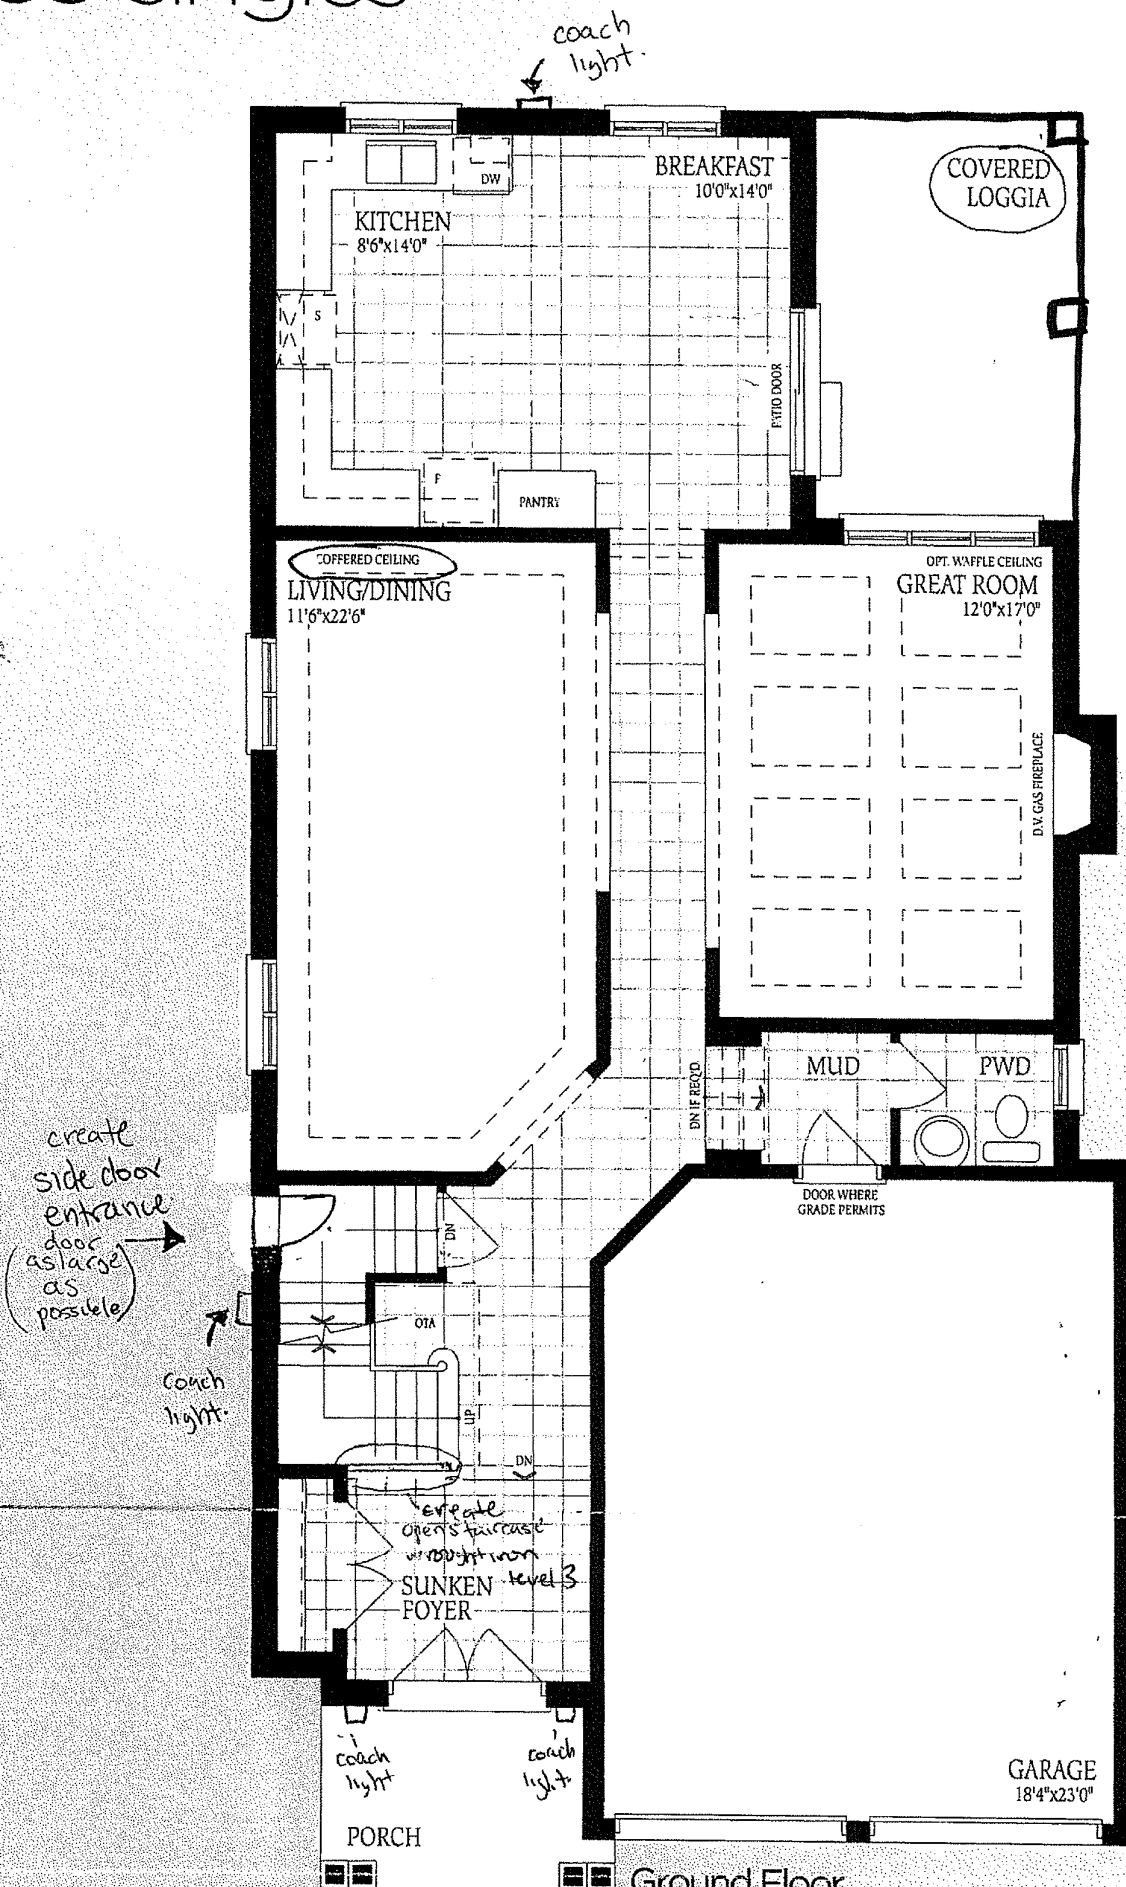 coach
light.
COVERED
LOGGIA
BREAKFAST
10'0"x14'0"
DW
KITCHEN
8'6"x14'0"
S
PATIO DOOR
F
PANTRY
COFFERED CEILING
LIVING/DINING
11'6"x22'6"
OPT. WAFFLE CEILING
GREAT ROOM
12'0"x17'0"
D.V. GAS FIREPLACE
DN IF REQ'D
MUD
PWD
DOOR WHERE
GRADE PERMITS
create
side door
entrance
door
(as large
as
possible)
DN
OTA
coach
light.
UP
DN
create
open staircase
wrought iron
level 3
SUNKEN
FOYER
coach
light
coach
light.
GARAGE
18'4"x23'0"
PORCH
Ground Floor